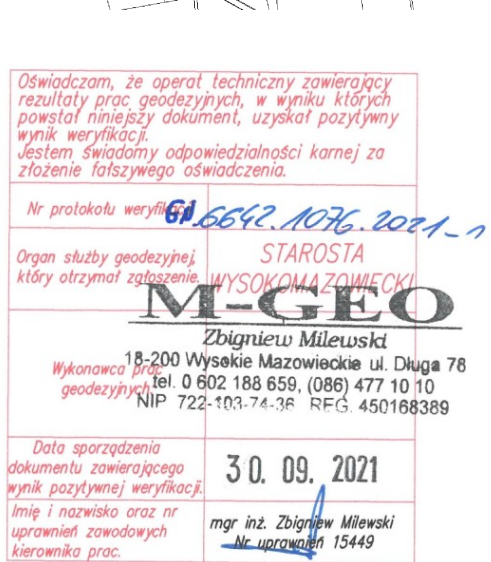 Oświadczam, że operat techniczny zawierający
rezultaty prac geodezyjnych, w wyniku których
powstał niniejszy dokument, uzyskał pozytywny
wynik weryfikacji.
Jestem świadomy odpowiedzialności karnej za
złożenie fałszywego oświadczenia.
Nr protokołu weryfikacji
GN.6642.1076.2021_1
Organ służby geodezyjnej,
który otrzymał zgłoszenie.
STAROSTA
WYSOKOMAZOWIECKI
M-GEO
Zbigniew Milewski
18-200 Wysokie Mazowieckie ul. Długa 78
tel. 0 602 188 659, (086) 477 10 10
NIP 722-103-74-36 REG. 450168389
Wykonawca prac
geodezyjnych
Data sporządzenia
dokumentu zawierającego
wynik pozytywnej weryfikacji.
30. 09. 2021
Imię i nazwisko oraz nr
uprawnień zawodowych
kierownika prac.
mgr inż. Zbigniew Milewski
Nr uprawnień 15449